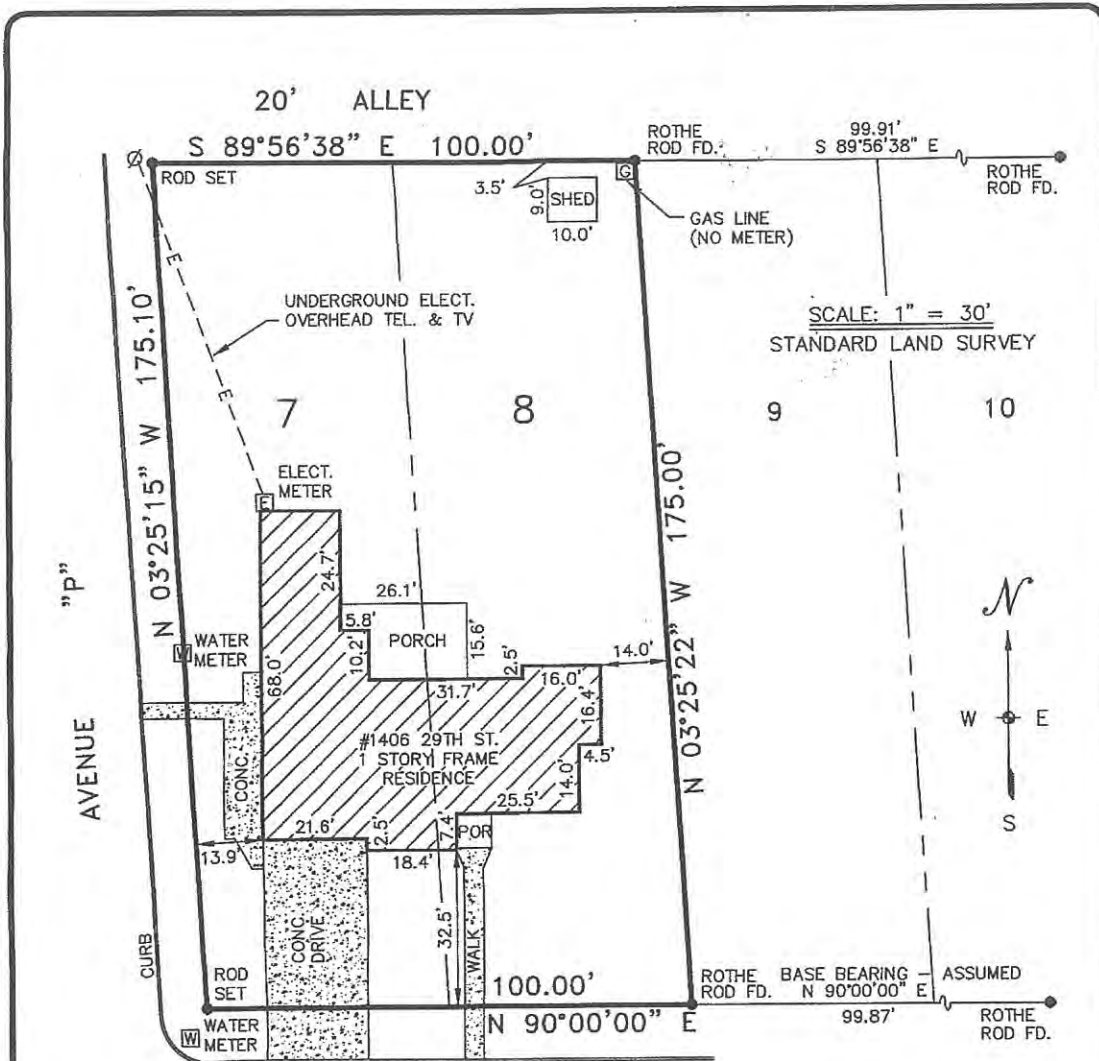 20' ALLEY
S 89°56'38" E 100.00'
ROTHE
ROD FD.
99.91'
S 89°56'38" E
ROTHE
ROD FD.
ROD SET
3.5'
9.0'
SHED
10.0'
G
GAS LINE
(NO METER)
E
E
UNDERGROUND ELECT.
OVERHEAD TEL. & TV
SCALE: 1" = 30'
STANDARD LAND SURVEY
N 03°25'15" W 175.10'
7
8
9
10
ELECT.
METER
E
N 03°25'22" W 175.00'
"P"
AVENUE
24.7'
26.1'
5.8'
PORCH
15.6'
10.2'
2.5'
14.0'
WATER
METER
W
68.0'
31.7'
16.0'
16.4'
#1406 29TH ST.
1 STORY FRAME
RESIDENCE
4.5'
14.0'
25.5'
CONC.
21.6'
2.5'
7.4'
POR
13.9'
18.4'
N
W E
S
CONC.
DRIVE
32.5'
WALK
CURB
ROD
SET
100.00'
N 90°00'00" E
ROTHE
ROD FD.
BASE BEARING – ASSUMED
N 90°00'00" E
99.87'
ROTHE
ROD FD.
W
WATER
METER